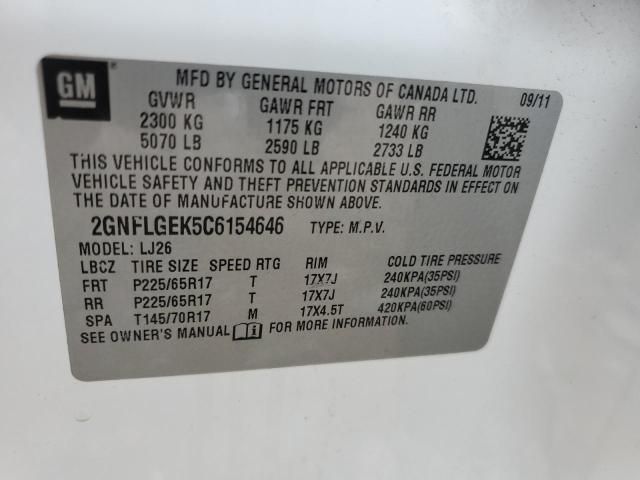 GM
MFD BY GENERAL MOTORS OF CANADA LTD. 09/11
GVWR GAWR FRT GAWR RR
2300 KG 1175 KG 1240 KG
5070 LB 2590 LB 2733 LB
THIS VEHICLE CONFORMS TO ALL APPLICABLE U.S. FEDERAL MOTOR
VEHICLE SAFETY AND THEFT PREVENTION STANDARDS IN EFFECT ON
THE DATE OF MANUFACTURE SHOWN ABOVE.
2GNFLGEK5C6154646 TYPE: M.P.V.
MODEL: LJ26
LBCZ TIRE SIZE SPEED RTG RIM COLD TIRE PRESSURE
FRT P225/65R17 T 17X7J 240KPA(35PSI)
RR P225/65R17 T 17X7J 240KPA(35PSI)
SPA T145/70R17 M 17X4.5T 420KPA(60PSI)
SEE OWNER'S MANUAL FOR MORE INFORMATION.